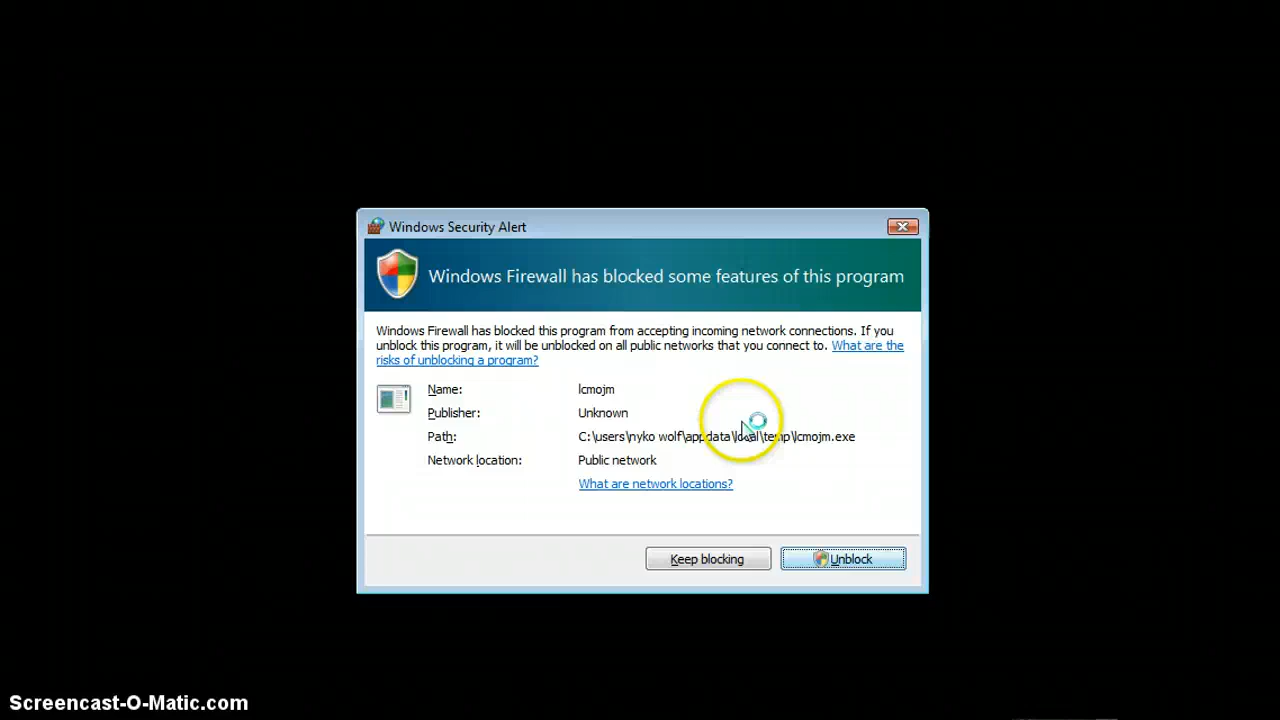 Windows Security Alert
Windows Firewall has blocked some features of this program
Windows Firewall has blocked this program from accepting incoming network connections. If you
unblock this program, it will be unblocked on all public networks that you connect to. What are the
risks of unblocking a program?
Name: lcmojm
Publisher: Unknown
Path: C:\users\nyko wolf\appdata\local\temp\lcmojm.exe
Network location: Public network
What are network locations?
Keep blocking Unblock
Screencast-O-Matic.com